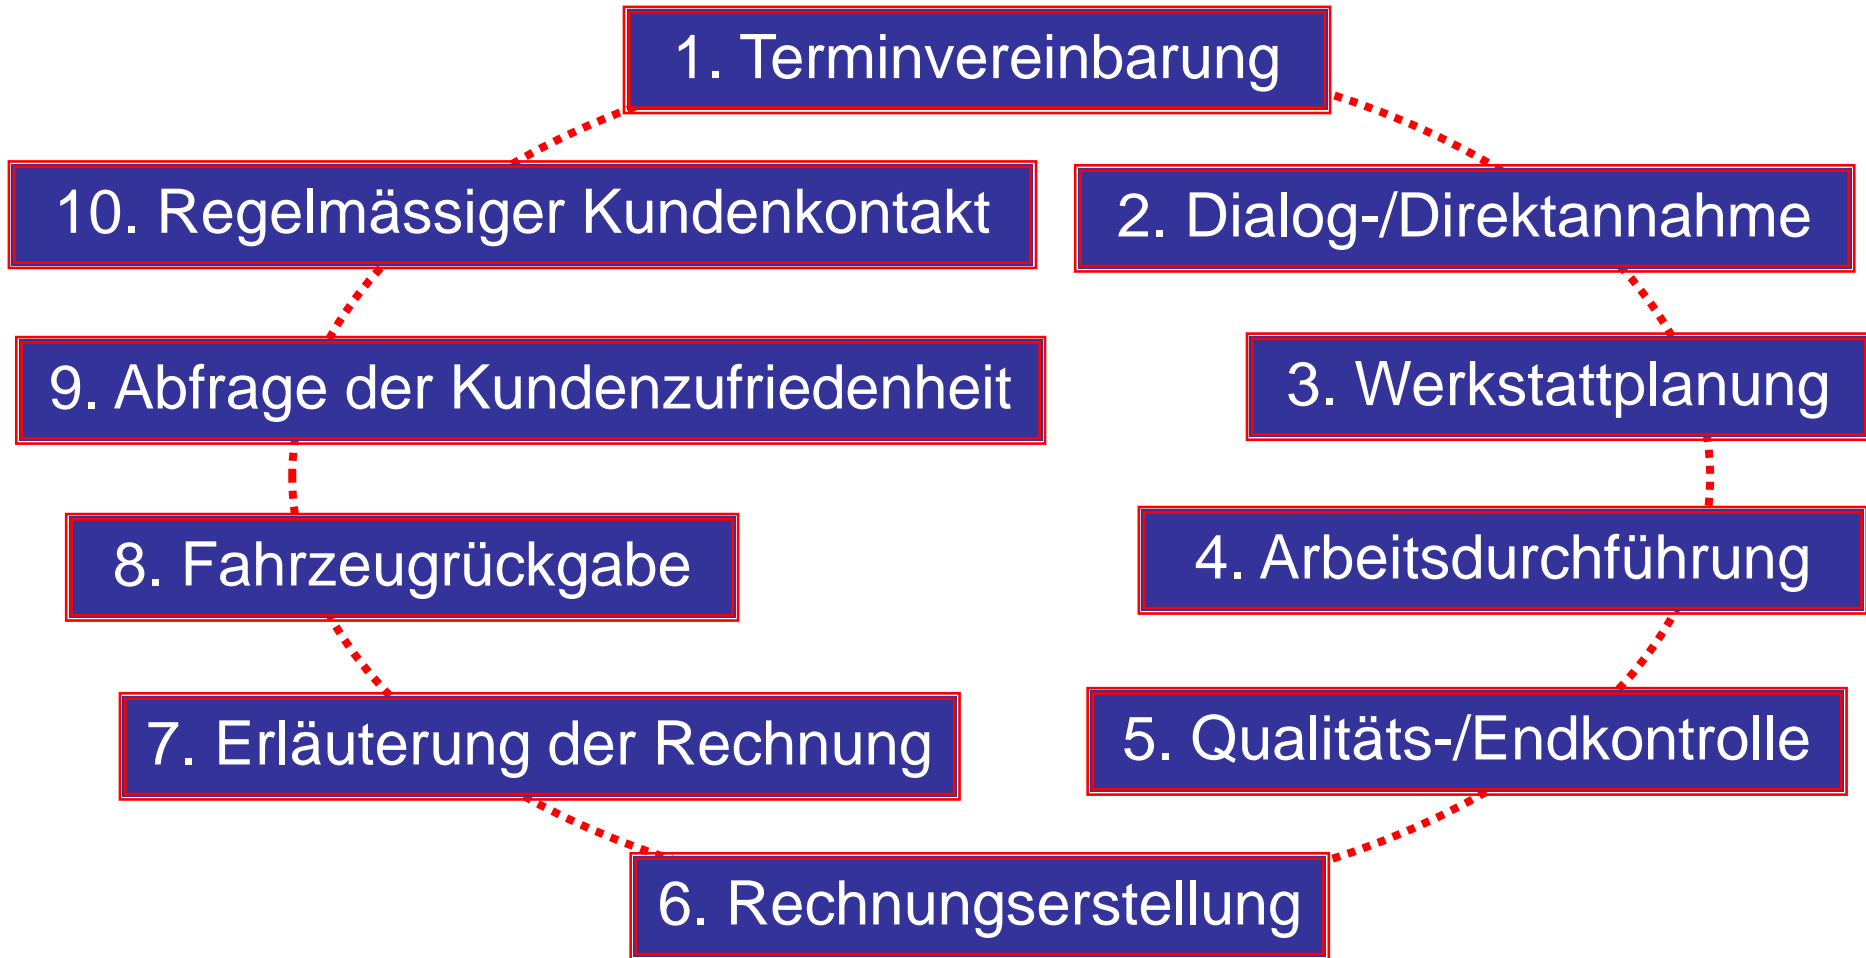 1. Terminvereinbarung
2. Dialog-/Direktannahme
3. Werkstattplanung
4. Arbeitsdurchführung
5. Qualitäts-/Endkontrolle
6. Rechnungserstellung
7. Erläuterung der Rechnung
8. Fahrzeugrückgabe
9. Abfrage der Kundenzufriedenheit
10. Regelmässiger Kundenkontakt